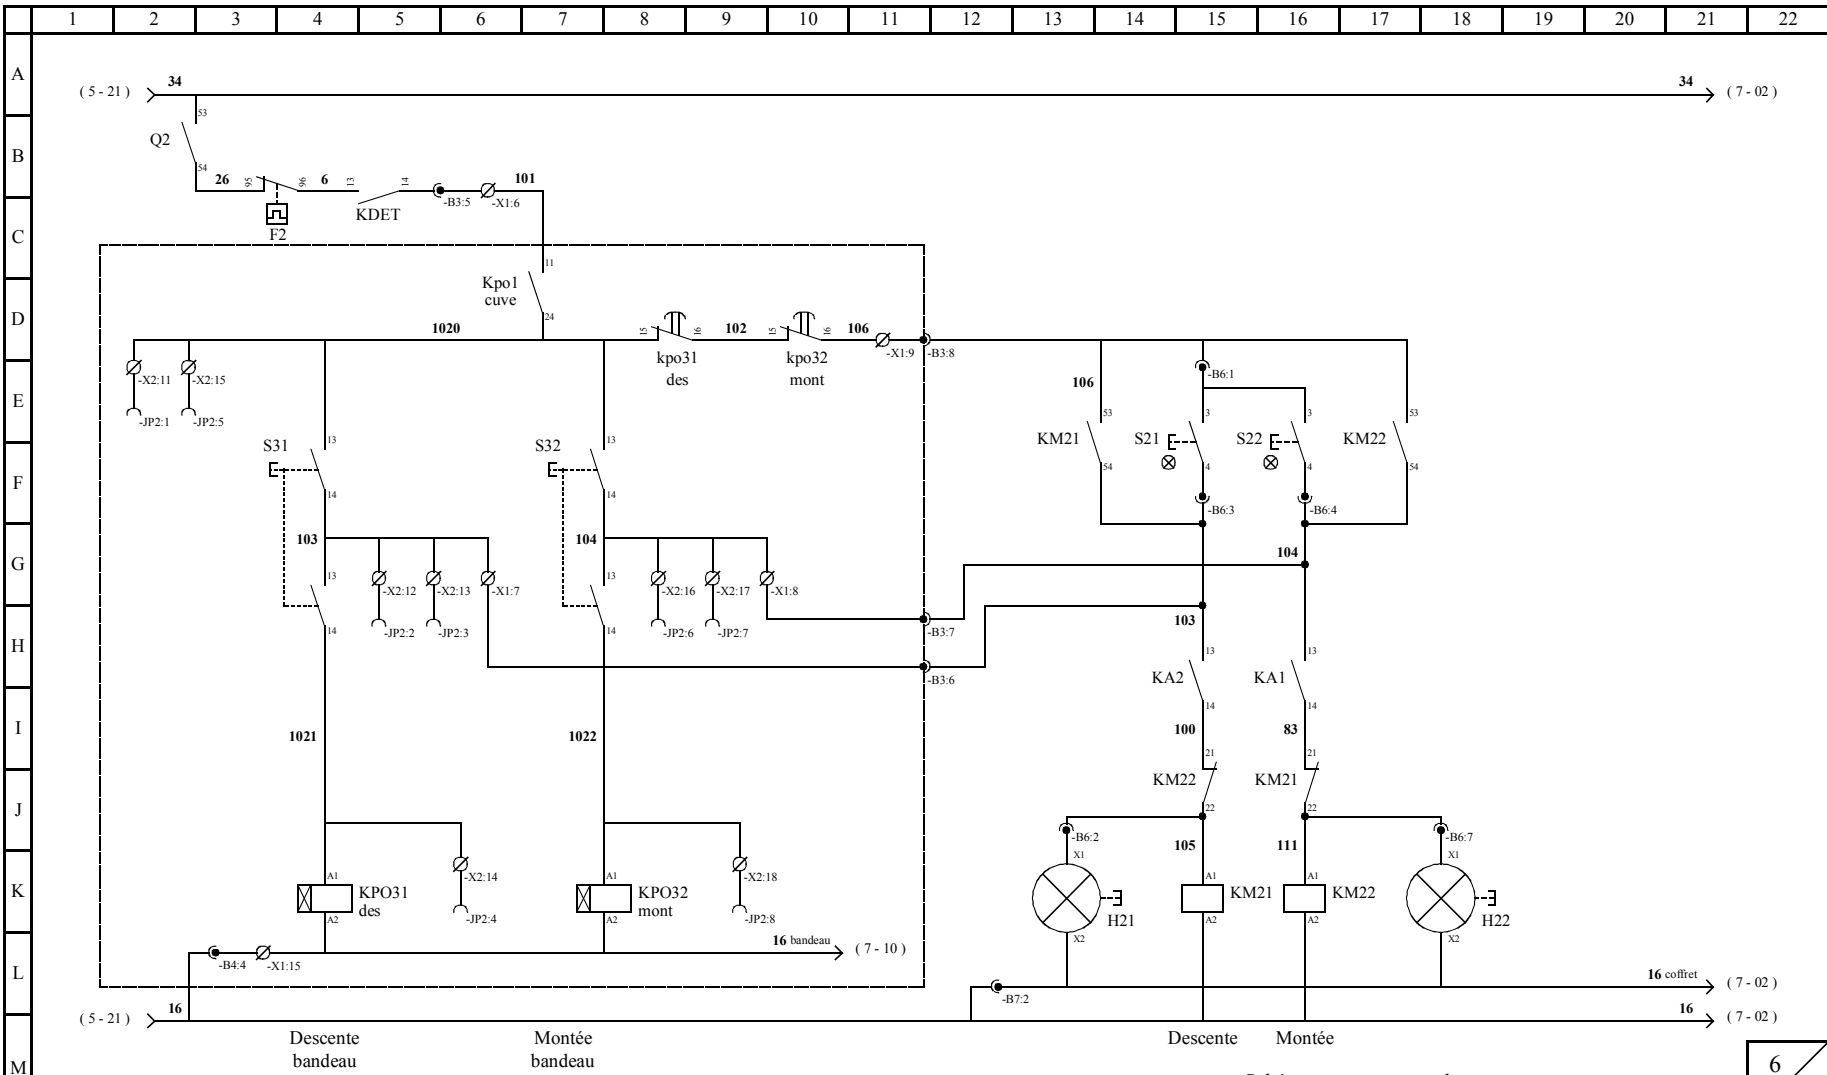 1 2 3 4 5 6 7 8 9 10 11 12 13 14 15 16 17 18 19 20 21 22
A
( 5 - 21 ) 34 34 ( 7 - 02 )
53
Q2
B
54
26 95 96 6 13 14 101
KDET -B3:5 -X1:6
C
F2
11
Kpo1
cuve
D
24
1020 15 16 102 15 16 106
-X1:9 -B3:8
kpo31 kpo32
des mont
-X2:11 -X2:15 -B6:1
106
E
-JP2:1 -JP2:5
53 3 3 53
S31 13 S32 13 KM21 S21 S22 KM22
54 4 4 54
F
14 14
-B6:3 -B6:4
103 104 104
G
13 13
-X2:12 -X2:13 -X1:7 -X2:16 -X2:17 -X1:8
103
14 -JP2:2 -JP2:3 14 -JP2:6 -JP2:7 -B3:7
H
13 13
KA2 KA1
-B3:6
14 14
I
1021 1022 100 83
21 21
KM22 KM21
J
22 22
-B6:2 105 111 -B6:7
X1 X1
-X2:14 -X2:18
A1 A1 A1 A1
K
KPO31 KPO32 KM21 KM22
des mont
A2 -JP2:4 A2 -JP2:8 H21 A2 A2 H22
X2 X2
16 bandeau ( 7 - 10 )
L
-B4:4 -X1:15
16 coffret ( 7 - 02 )
-B7:2
( 5 - 21 ) 16 16 ( 7 - 02 )
Descente Montée Descente Montée
bandeau bandeau
M
6